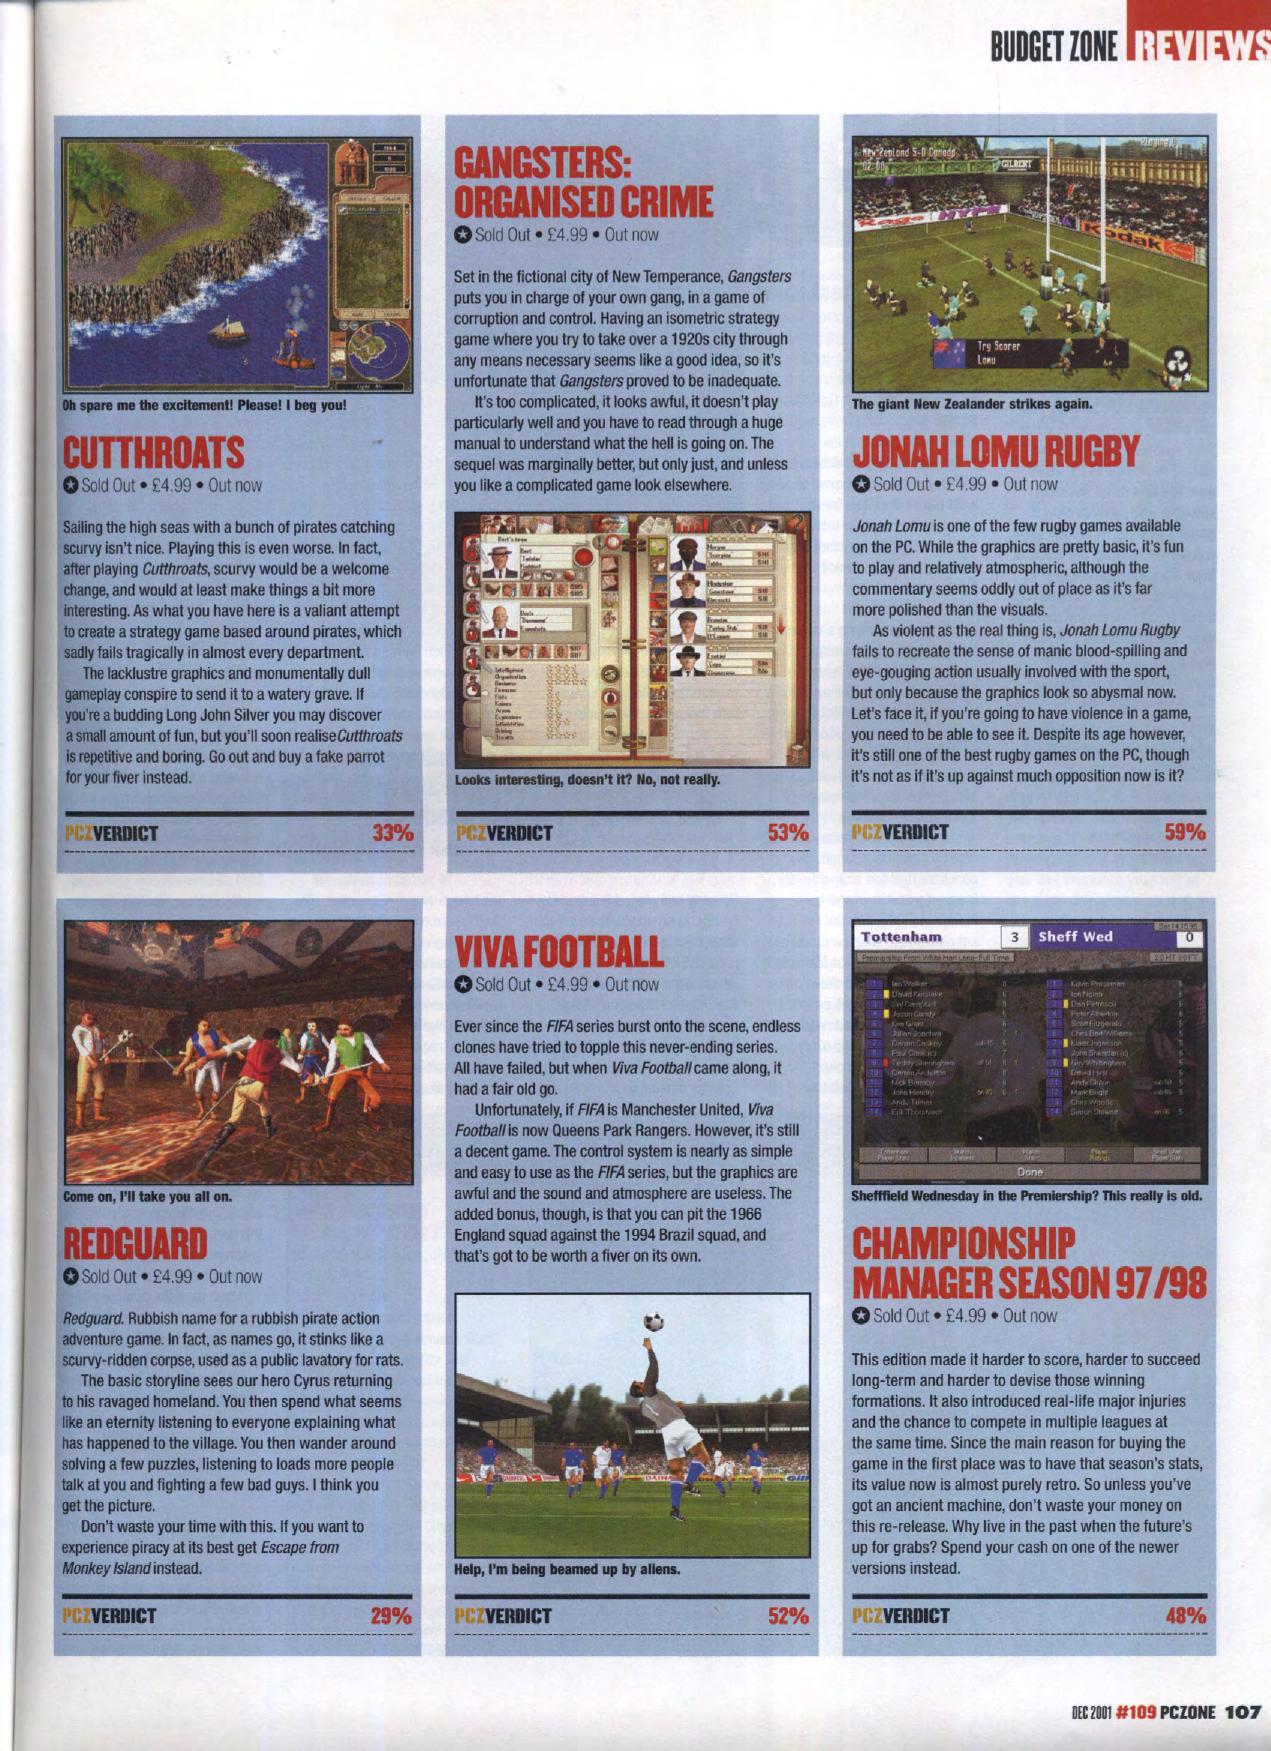 BUDGET ZONE REVIEWS
Oh spare me the excitement! Please! I beg you!
CUTTHROATS
Sold Out • £4.99 • Out now
Sailing the high seas with a bunch of pirates catching
scurvy isn't nice. Playing this is even worse. In fact,
after playing Cutthroats, scurvy would be a welcome
change, and would at least make things a bit more
interesting. As what you have here is a valiant attempt
to create a strategy game based around pirates, which
sadly fails tragically in almost every department.
The lacklustre graphics and monumentally dull
gameplay conspire to send it to a watery grave. If
you're a budding Long John Silver you may discover
a small amount of fun, but you'll soon realise Cutthroats
is repetitive and boring. Go out and buy a fake parrot
for your fiver instead.
PCZVERDICT 33%
GANGSTERS:
ORGANISED CRIME
Sold Out • £4.99 • Out now
Set in the fictional city of New Temperance, Gangsters
puts you in charge of your own gang, in a game of
corruption and control. Having an isometric strategy
game where you try to take over a 1920s city through
any means necessary seems like a good idea, so it's
unfortunate that Gangsters proved to be inadequate.
It's too complicated, it looks awful, it doesn't play
particularly well and you have to read through a huge
manual to understand what the hell is going on. The
sequel was marginally better, but only just, and unless
you like a complicated game look elsewhere.
Looks interesting, doesn't it? No, not really.
PCZVERDICT 53%
New Zealand 5-0 Canada
02:00
GILBERT
HYPE
Kodak
Try Scorer
Lomu
The giant New Zealander strikes again.
JONAH LOMU RUGBY
Sold Out • £4.99 • Out now
Jonah Lomu is one of the few rugby games available
on the PC. While the graphics are pretty basic, it's fun
to play and relatively atmospheric, although the
commentary seems oddly out of place as it's far
more polished than the visuals.
As violent as the real thing is, Jonah Lomu Rugby
fails to recreate the sense of manic blood-spilling and
eye-gouging action usually involved with the sport,
but only because the graphics look so abysmal now.
Let's face it, if you're going to have violence in a game,
you need to be able to see it. Despite its age however,
it's still one of the best rugby games on the PC, though
it's not as if it's up against much opposition now is it?
PCZVERDICT 59%
Come on, I'll take you all on.
REDGUARD
Sold Out • £4.99 • Out now
Redguard. Rubbish name for a rubbish pirate action
adventure game. In fact, as names go, it stinks like a
scurvy-ridden corpse, used as a public lavatory for rats.
The basic storyline sees our hero Cyrus returning
to his ravaged homeland. You then spend what seems
like an eternity listening to everyone explaining what
has happened to the village. You then wander around
solving a few puzzles, listening to loads more people
talk at you and fighting a few bad guys. I think you
get the picture.
Don't waste your time with this. If you want to
experience piracy at its best get Escape from
Monkey Island instead.
PCZVERDICT 29%
VIVA FOOTBALL
Sold Out • £4.99 • Out now
Ever since the FIFA series burst onto the scene, endless
clones have tried to topple this never-ending series.
All have failed, but when Viva Football came along, it
had a fair old go.
Unfortunately, if FIFA is Manchester United, Viva
Football is now Queens Park Rangers. However, it's still
a decent game. The control system is nearly as simple
and easy to use as the FIFA series, but the graphics are
awful and the sound and atmosphere are useless. The
added bonus, though, is that you can pit the 1966
England squad against the 1994 Brazil squad, and
that's got to be worth a fiver on its own.
Help, I'm being beamed up by aliens.
PCZVERDICT 52%
Tottenham 3 Sheff Wed 0
Done
Shefffield Wednesday in the Premiership? This really is old.
CHAMPIONSHIP
MANAGER SEASON 97/98
Sold Out • £4.99 • Out now
This edition made it harder to score, harder to succeed
long-term and harder to devise those winning
formations. It also introduced real-life major injuries
and the chance to compete in multiple leagues at
the same time. Since the main reason for buying the
game in the first place was to have that season's stats,
its value now is almost purely retro. So unless you've
got an ancient machine, don't waste your money on
this re-release. Why live in the past when the future's
up for grabs? Spend your cash on one of the newer
versions instead.
PCZVERDICT 48%
DEC 2001 #109 PCZONE 107